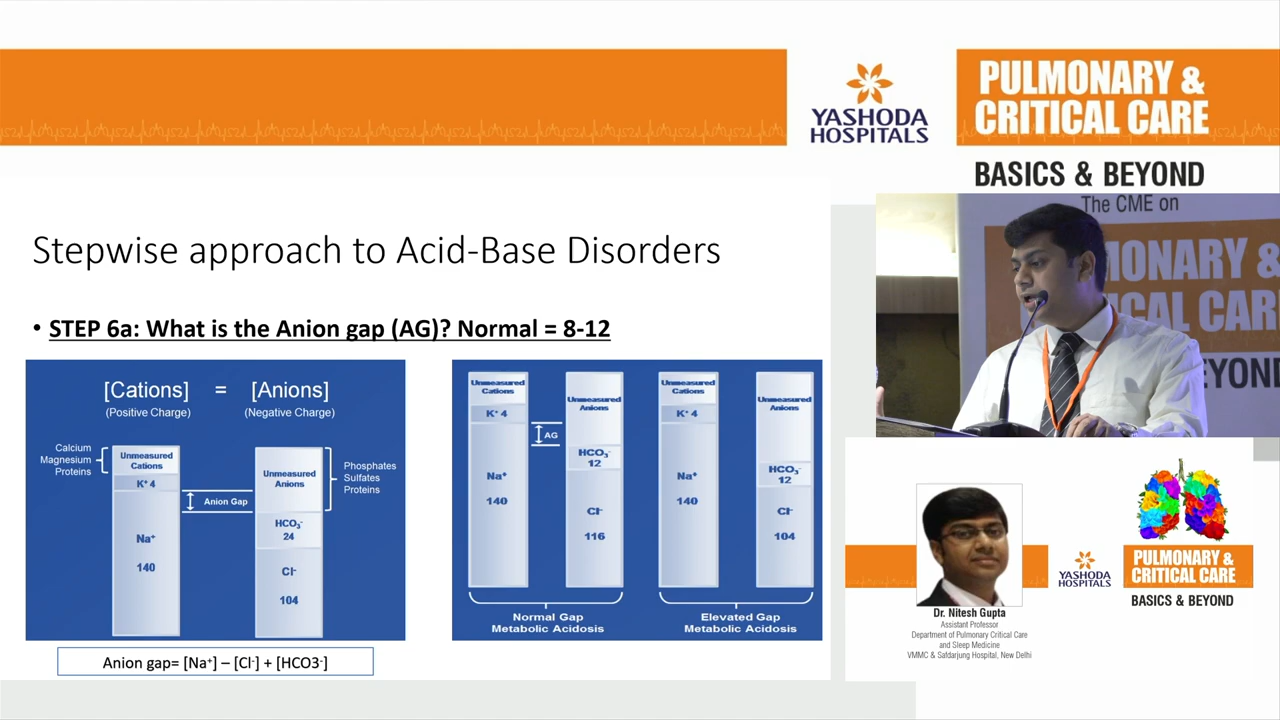 YASHODA
HOSPITALS
PULMONARY &
CRITICAL CARE
BASICS & BEYOND
The CME on
MONARY &
ICAL CAR
EYOND
Stepwise approach to Acid-Base Disorders
• STEP 6a: What is the Anion gap (AG)? Normal = 8-12
[Cations] = [Anions]
(Positive Charge) (Negative Charge)
Calcium
Magnesium
Proteins
Unmeasured
Cations
K⁺ 4
Na⁺
140
Anion Gap
Unmeasured
Anions
HCO₃⁻
24
Cl⁻
104
Phosphates
Sulfates
Proteins
Unmeasured
Cations
K⁺ 4
Na⁺
140
AG
Unmeasured
Anions
HCO₃⁻
12
Cl⁻
116
Normal Gap
Metabolic Acidosis
Unmeasured
Cations
K⁺ 4
Na⁺
140
Unmeasured
Anions
HCO₃⁻
12
Cl⁻
104
Elevated Gap
Metabolic Acidosis
Anion gap= [Na⁺] – [Cl⁻] + [HCO3⁻]
Dr. Nitesh Gupta
Assistant Professor
Department of Pulmonary Critical Care
and Sleep Medicine
VMMC & Safdarjung Hospital, New Delhi
YASHODA
HOSPITALS
PULMONARY &
CRITICAL CARE
BASICS & BEYOND